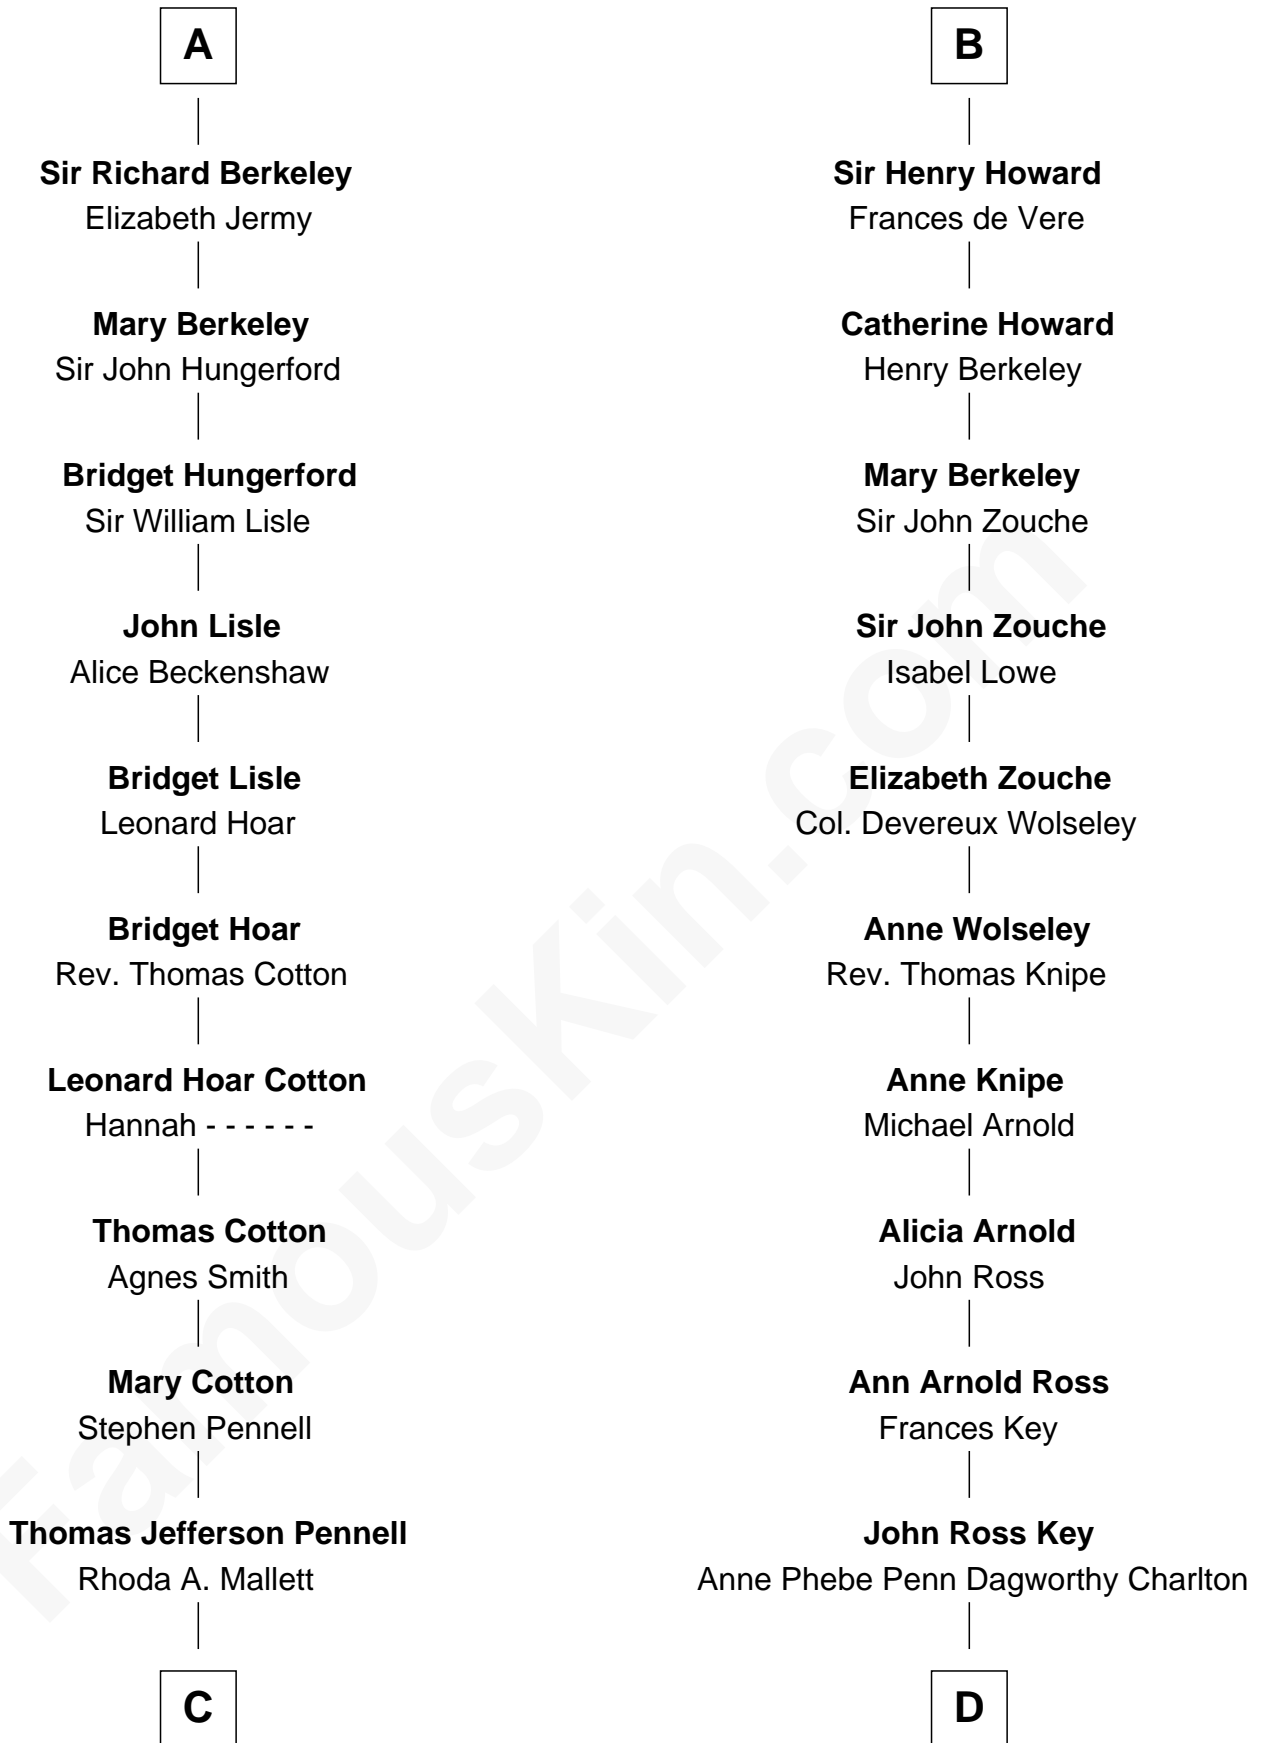 A
Sir Richard Berkeley
Elizabeth Jermy
Mary Berkeley
Sir John Hungerford
Bridget Hungerford
Sir William Lisle
John Lisle
Alice Beckenshaw
Bridget Lisle
Leonard Hoar
Bridget Hoar
Rev. Thomas Cotton
Leonard Hoar Cotton
Hannah - - - - - -
Thomas Cotton
Agnes Smith
Mary Cotton
Stephen Pennell
Thomas Jefferson Pennell
Rhoda A. Mallett
C
B
Sir Henry Howard
Frances de Vere
Catherine Howard
Henry Berkeley
Mary Berkeley
Sir John Zouche
Sir John Zouche
Isabel Lowe
Elizabeth Zouche
Col. Devereux Wolseley
Anne Wolseley
Rev. Thomas Knipe
Anne Knipe
Michael Arnold
Alicia Arnold
John Ross
Ann Arnold Ross
Frances Key
John Ross Key
Anne Phebe Penn Dagworthy Charlton
D
FamousKin.com